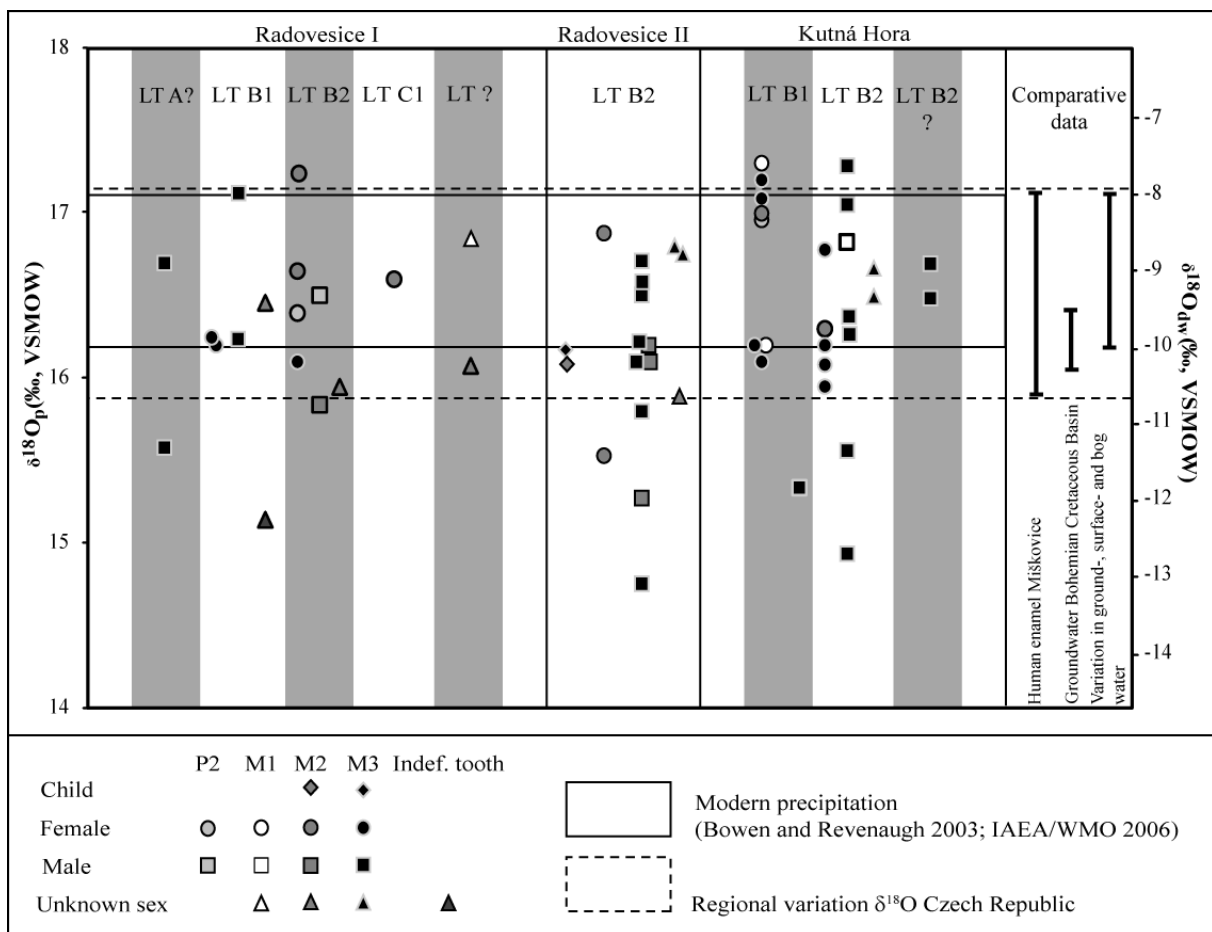 Radovesice I Radovesice II Kutná Hora
18
17
16
15
14
δ¹⁸Op(‰, VSMOW)
LT A? LT B1 LT B2 LT C1 LT ? LT B2 LT B1 LT B2 LT B2
?
Comparative
data
-7
-8
-9
-10
-11
-12
-13
-14
δ¹⁸Odw(‰, VSMOW)
Human enamel Miškovice
Groundwater Bohemian Cretaceous Basin
Variation in ground-, surface- and bog
water
P2 M1 M2 M3 Indef. tooth
Child
Female
Male
Unknown sex
Modern precipitation
(Bowen and Revenaugh 2003; IAEA/WMO 2006)
Regional variation δ¹⁸O Czech Republic